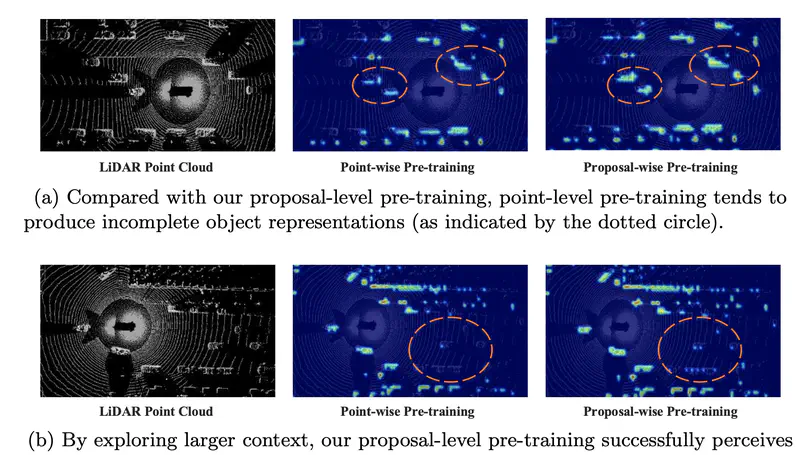 LiDAR Point Cloud
Point-wise Pre-training
Proposal-wise Pre-training
(a) Compared with our proposal-level pre-training, point-level pre-training tends to
produce incomplete object representations (as indicated by the dotted circle).
LiDAR Point Cloud
Point-wise Pre-training
Proposal-wise Pre-training
(b) By exploring larger context, our proposal-level pre-training successfully perceives